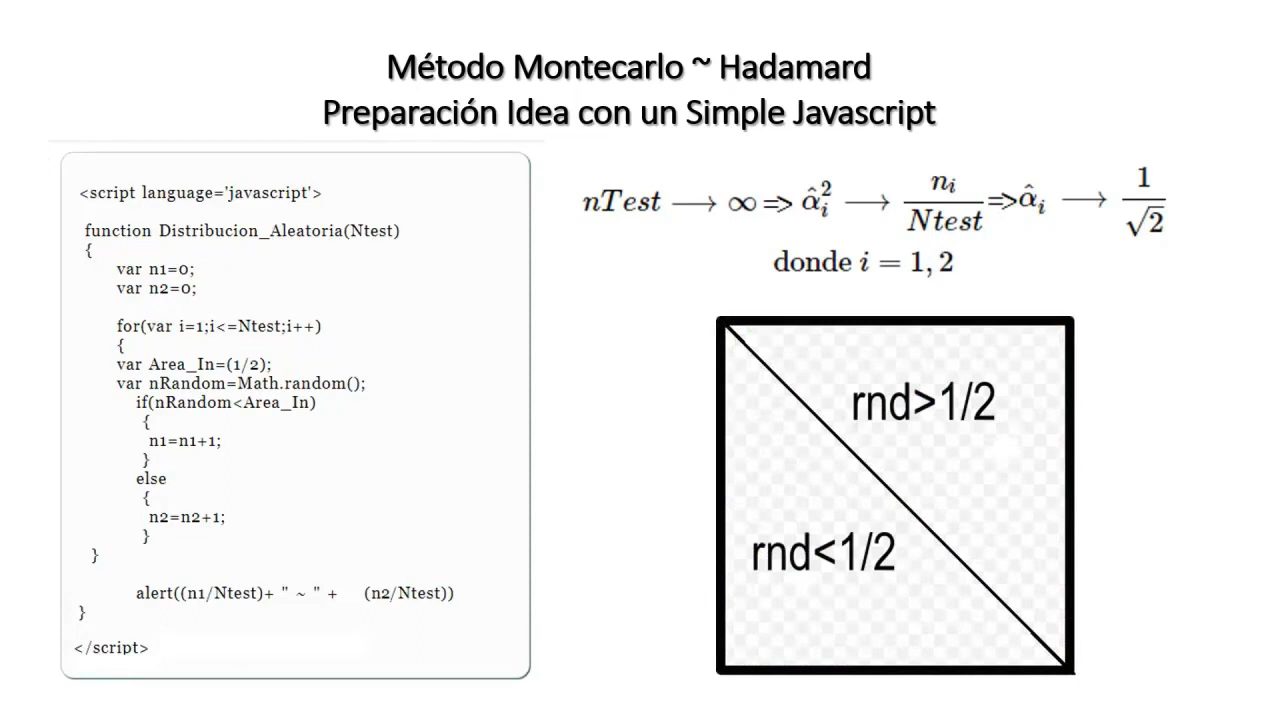 Método Montecarlo ~ Hadamard
Preparación Idea con un Simple Javascript
<script language='javascript'>
function Distribucion_Aleatoria(Ntest)
{
var n1=0;
var n2=0;
for(var i=1;i<=Ntest;i++)
{
var Area_In=(1/2);
var nRandom=Math.random();
if(nRandom<Area_In)
{
n1=n1+1;
}
else
{
n2=n2+1;
}
}
alert((n1/Ntest)+ " ~ " + (n2/Ntest))
}
</script>
nTest ⟶ ∞ => α̂ᵢ² ⟶ nᵢ/Ntest => α̂ᵢ ⟶ 1/√2
donde i = 1, 2
rnd>1/2
rnd<1/2